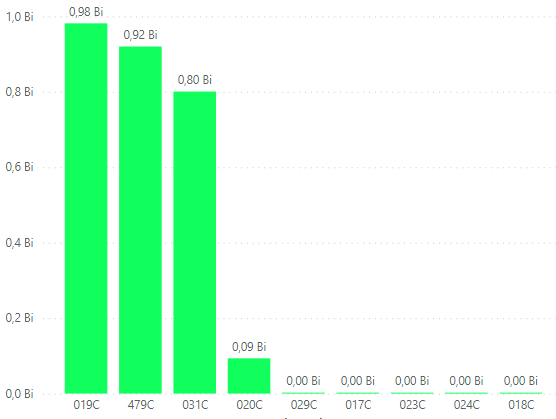 1,0 Bi
0,8 Bi
0,6 Bi
0,4 Bi
0,2 Bi
0,0 Bi
0,98 Bi
0,92 Bi
0,80 Bi
0,09 Bi
0,00 Bi
0,00 Bi
0,00 Bi
0,00 Bi
0,00 Bi
019C 479C 031C 020C 029C 017C 023C 024C 018C